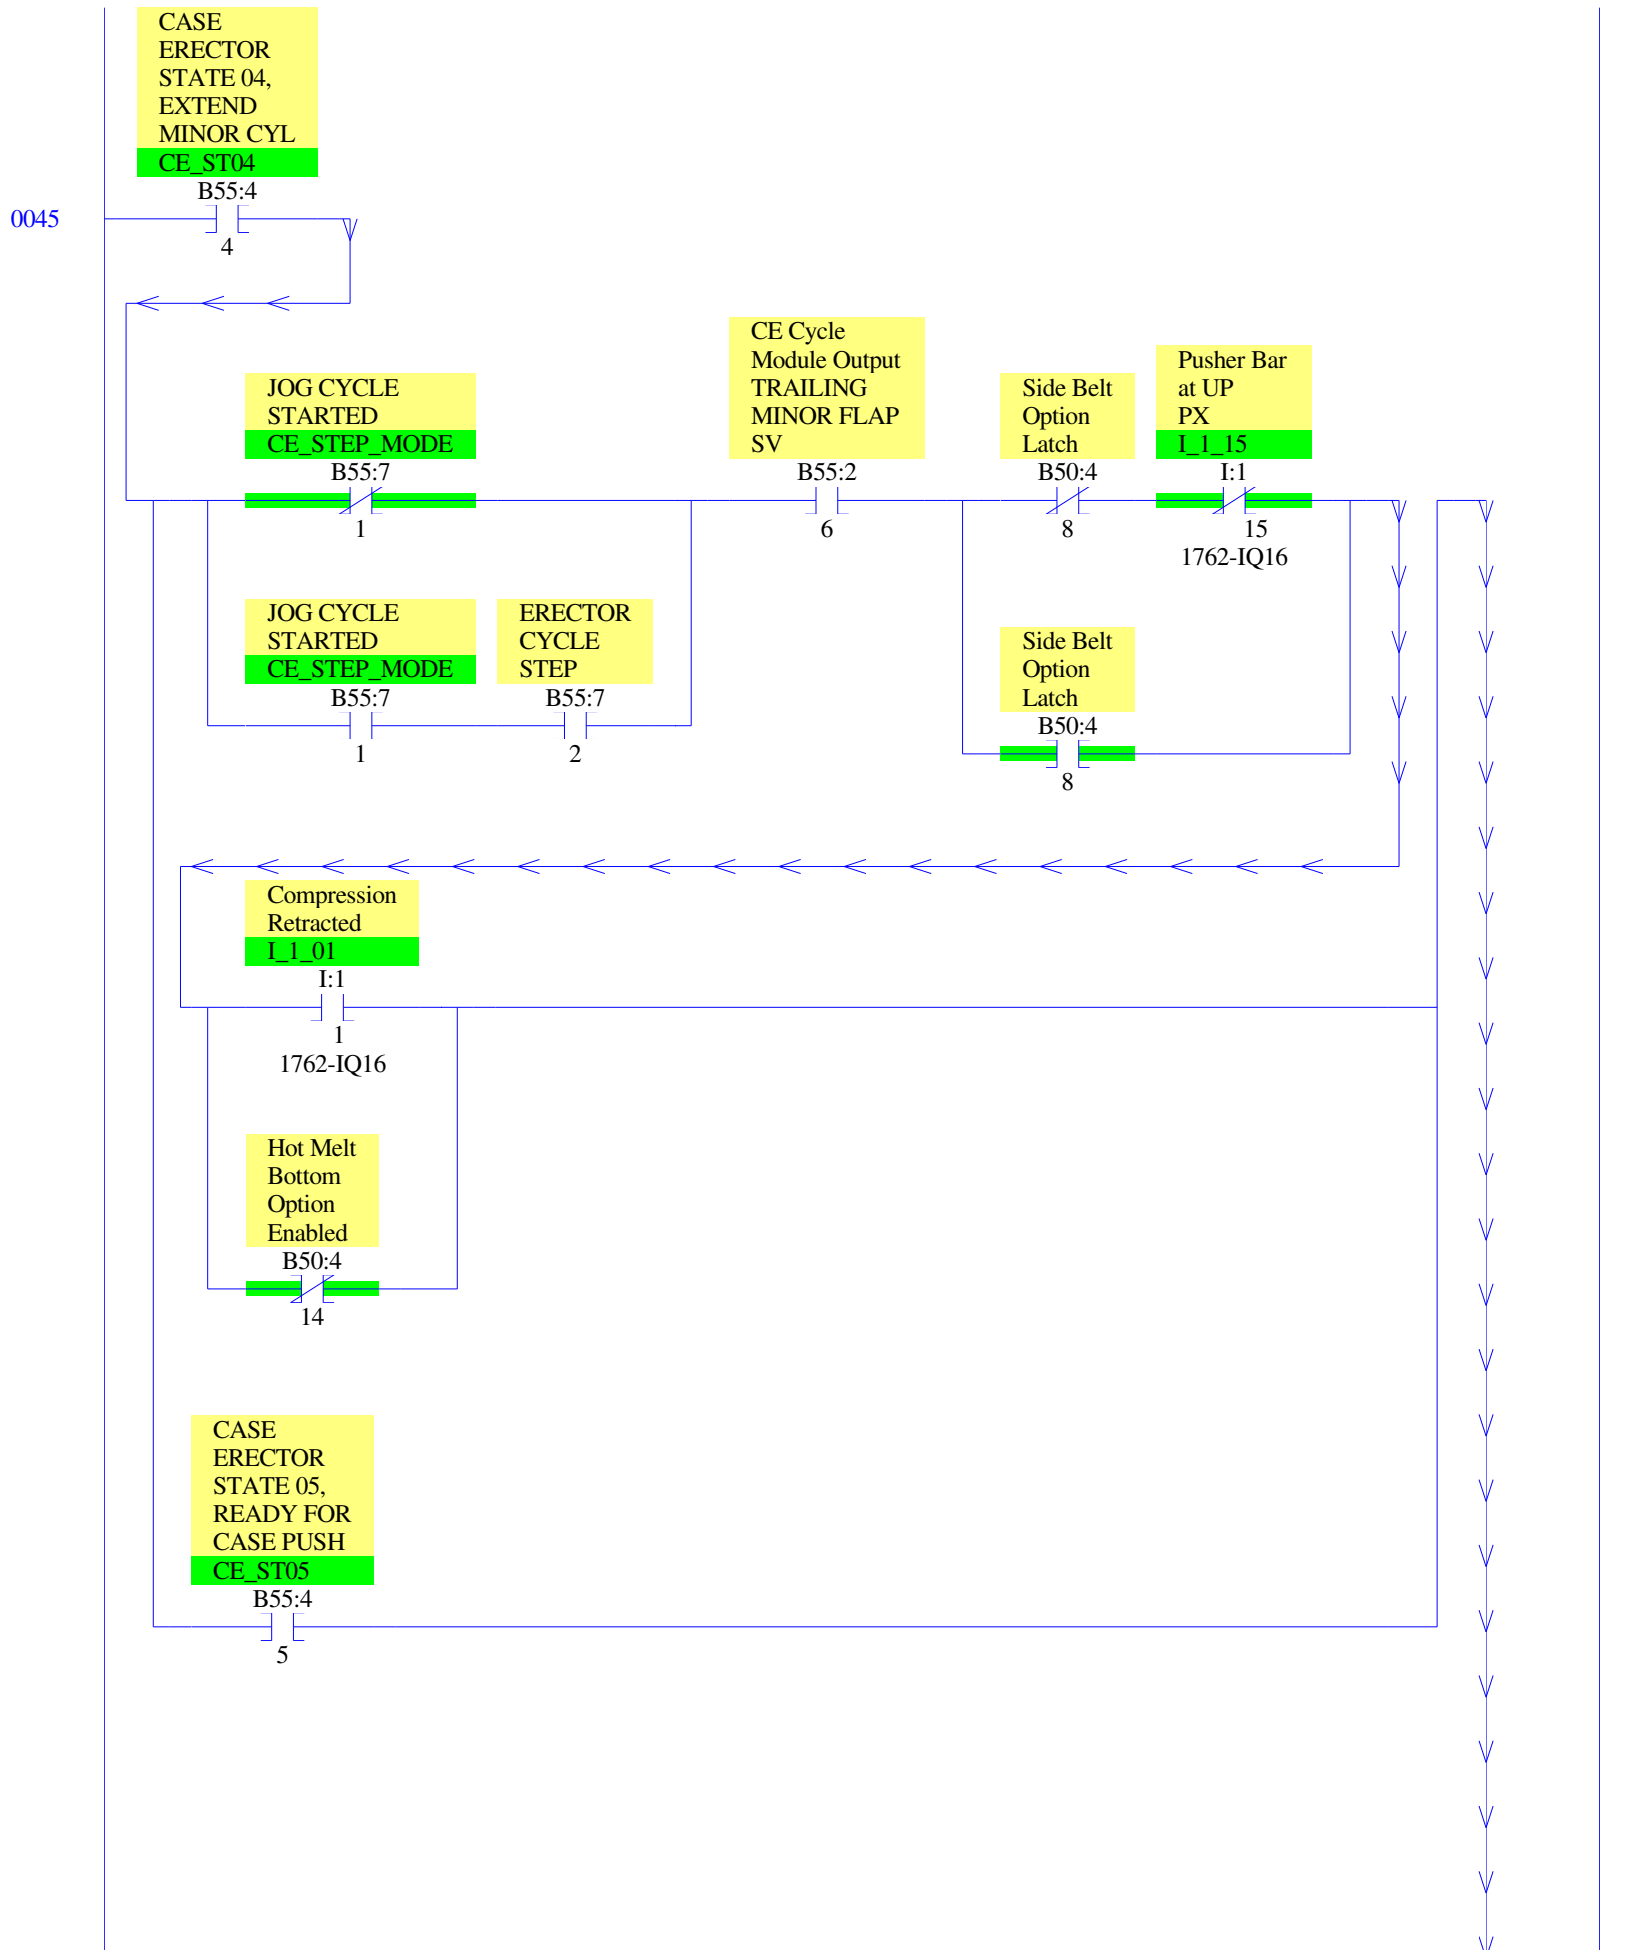 CASE
ERECTOR
STATE 04,
EXTEND
MINOR CYL
CE_ST04
B55:4
0045
4
CE Cycle
Module Output
TRAILING
MINOR FLAP
SV
B55:2
6
Pusher Bar
at UP
PX
I_1_15
I:1
15
1762-IQ16
JOG CYCLE
STARTED
CE_STEP_MODE
B55:7
1
Side Belt
Option
Latch
B50:4
8
JOG CYCLE
STARTED
CE_STEP_MODE
B55:7
1
ERECTOR
CYCLE
STEP
B55:7
2
Side Belt
Option
Latch
B50:4
8
Compression
Retracted
I_1_01
I:1
1
1762-IQ16
Hot Melt
Bottom
Option
Enabled
B50:4
14
CASE
ERECTOR
STATE 05,
READY FOR
CASE PUSH
CE_ST05
B55:4
5